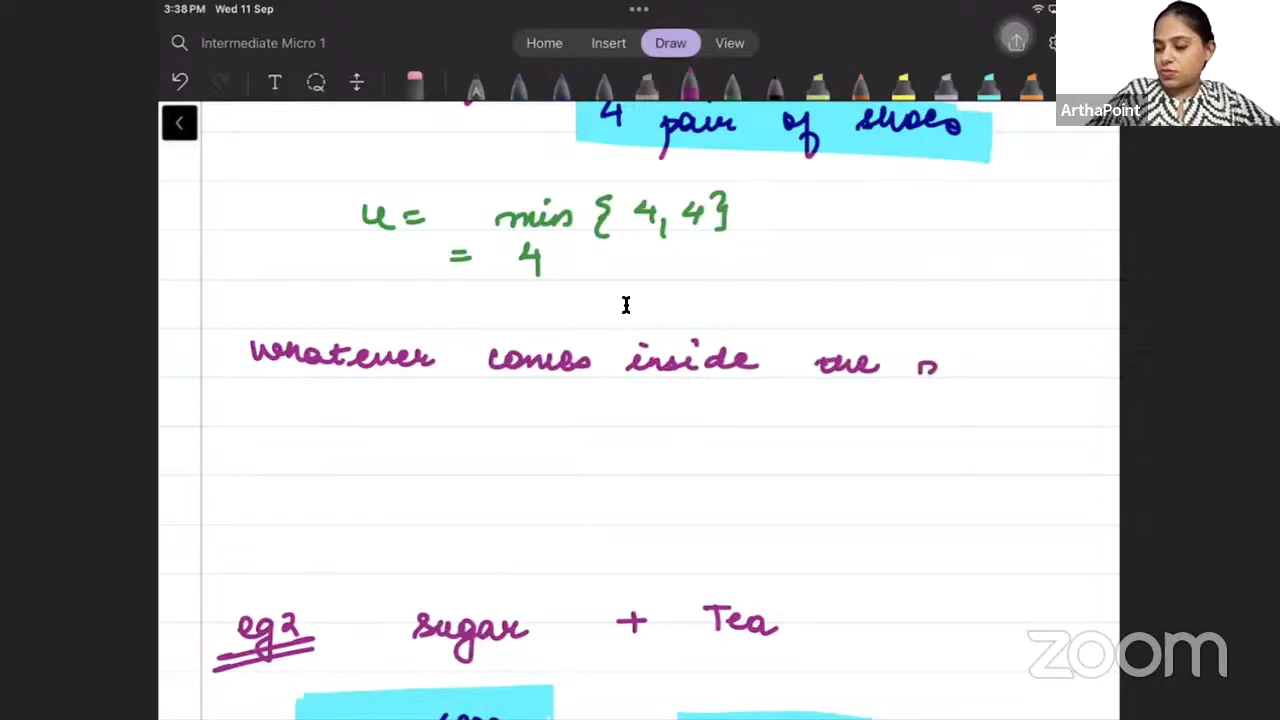 3:38 PM Wed 11 Sep
Intermediate Micro 1
Home Insert Draw View
ArthaPoint
4 pair of shoes
u = min { 4, 4 }
= 4
whatever comes inside the
eg2 sugar + Tea
zoom